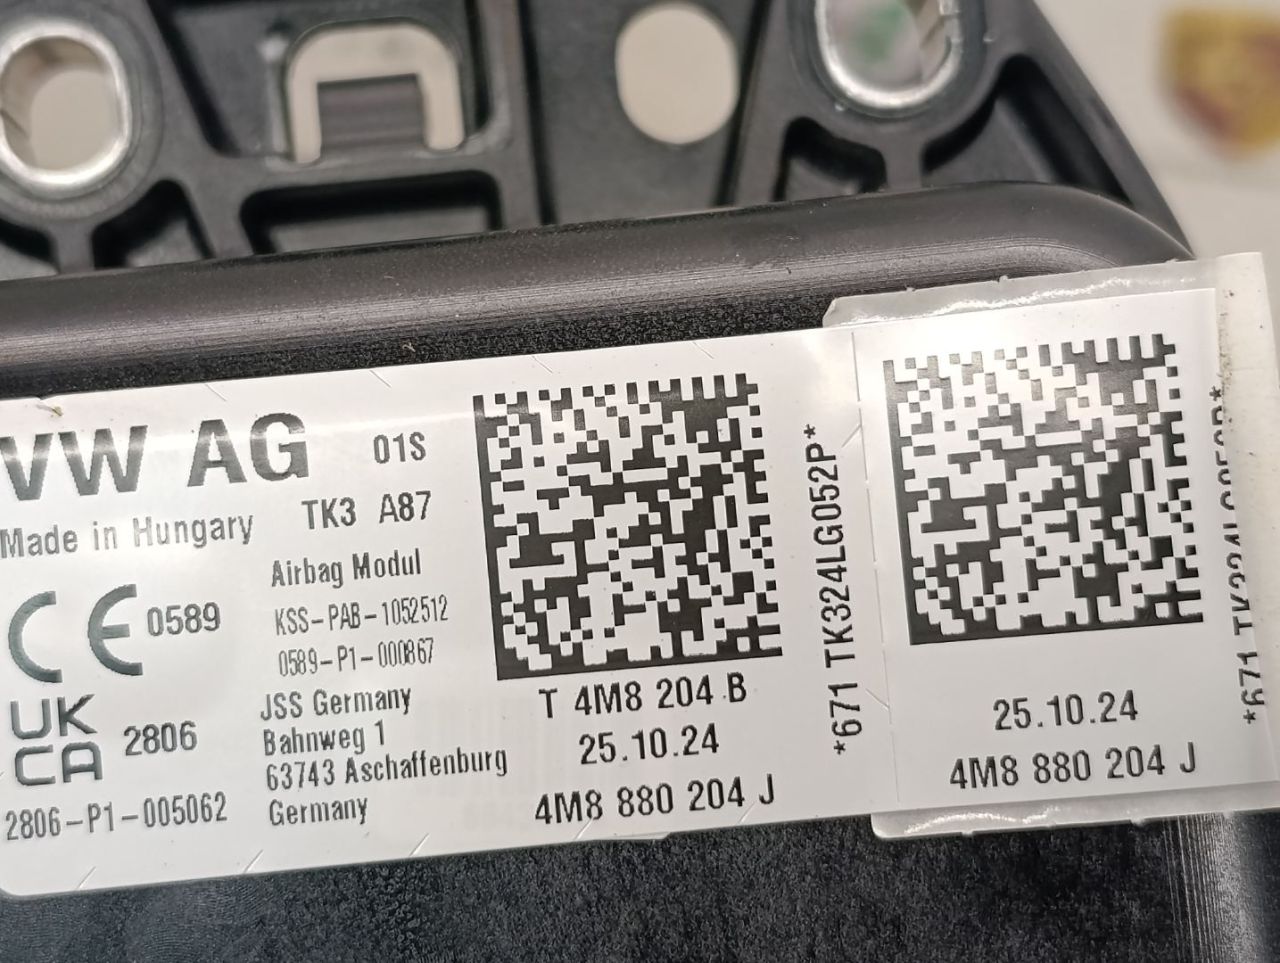 VW AG
01S
Made in Hungary
TK3 A87
Airbag Modul
CE 0589
KSS-PAB-1052512
0589-P1-000867
UK
CA
2806
JSS Germany
Bahnweg 1
63743 Aschaffenburg
Germany
2806-P1-005062
T 4M8 204 B
25.10.24
4M8 880 204 J
*671 TK324LG052P*
25.10.24
4M8 880 204 J